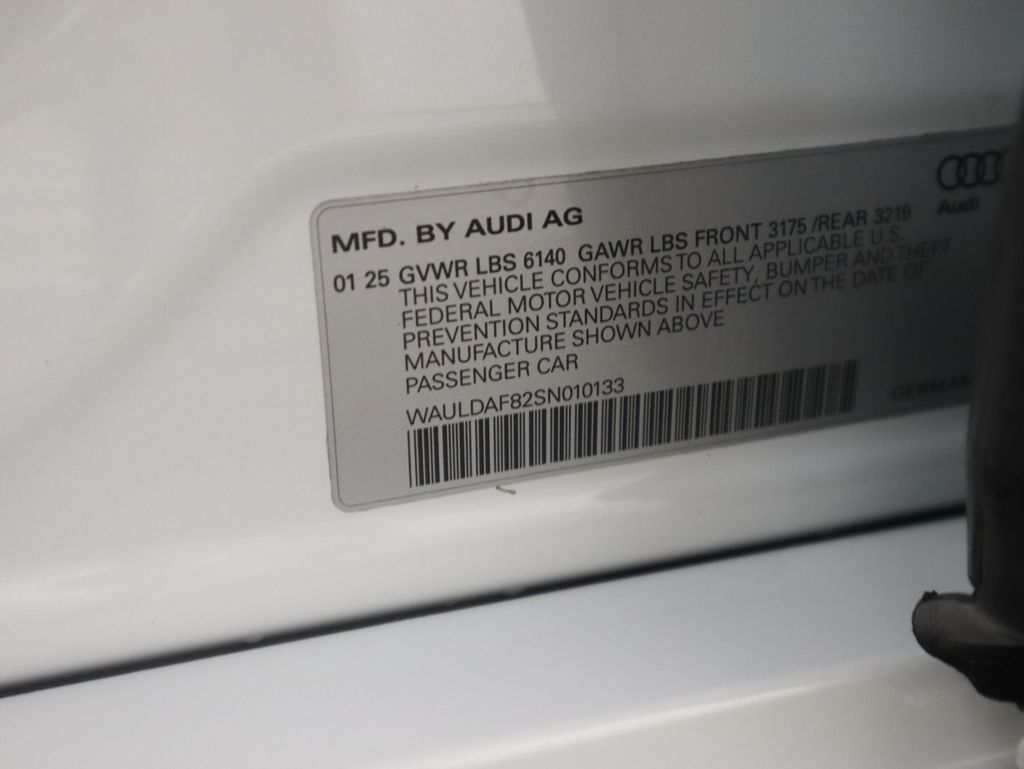 Audi
MFD. BY AUDI AG
01 25 GVWR LBS 6140 GAWR LBS FRONT 3175 /REAR 3219
THIS VEHICLE CONFORMS TO ALL APPLICABLE U.S.
FEDERAL MOTOR VEHICLE SAFETY, BUMPER AND THEFT
PREVENTION STANDARDS IN EFFECT ON THE DATE OF
MANUFACTURE SHOWN ABOVE
PASSENGER CAR
WAULDAF82SN010133
GERMAN